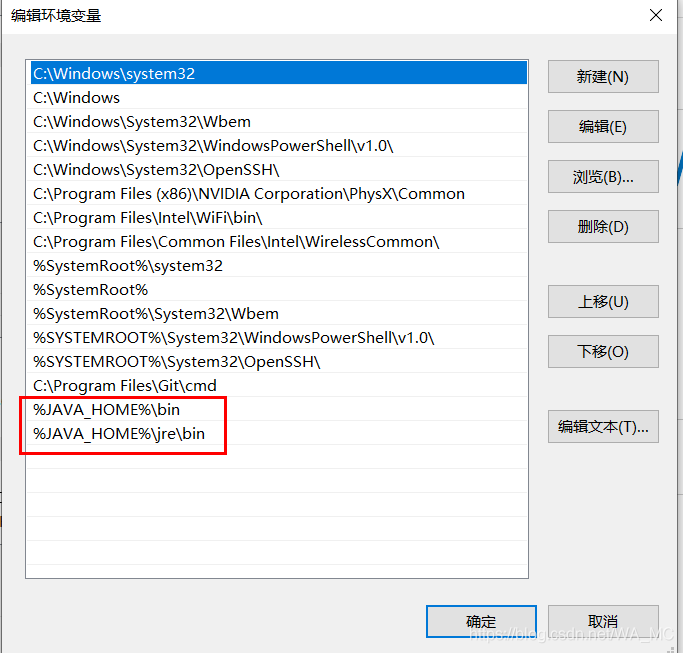 编辑环境变量
C:\Windows\system32
C:\Windows
C:\Windows\System32\Wbem
C:\Windows\System32\WindowsPowerShell\v1.0\
C:\Windows\System32\OpenSSH\
C:\Program Files (x86)\NVIDIA Corporation\PhysX\Common
C:\Program Files\Intel\WiFi\bin\
C:\Program Files\Common Files\Intel\WirelessCommon\
%SystemRoot%\system32
%SystemRoot%
%SystemRoot%\System32\Wbem
%SYSTEMROOT%\System32\WindowsPowerShell\v1.0\
%SYSTEMROOT%\System32\OpenSSH\
C:\Program Files\Git\cmd
%JAVA_HOME%\bin
%JAVA_HOME%\jre\bin
新建(N)
编辑(E)
浏览(B)...
删除(D)
上移(U)
下移(O)
编辑文本(T)...
确定
取消
https://blog.csdn.net/WA_MC